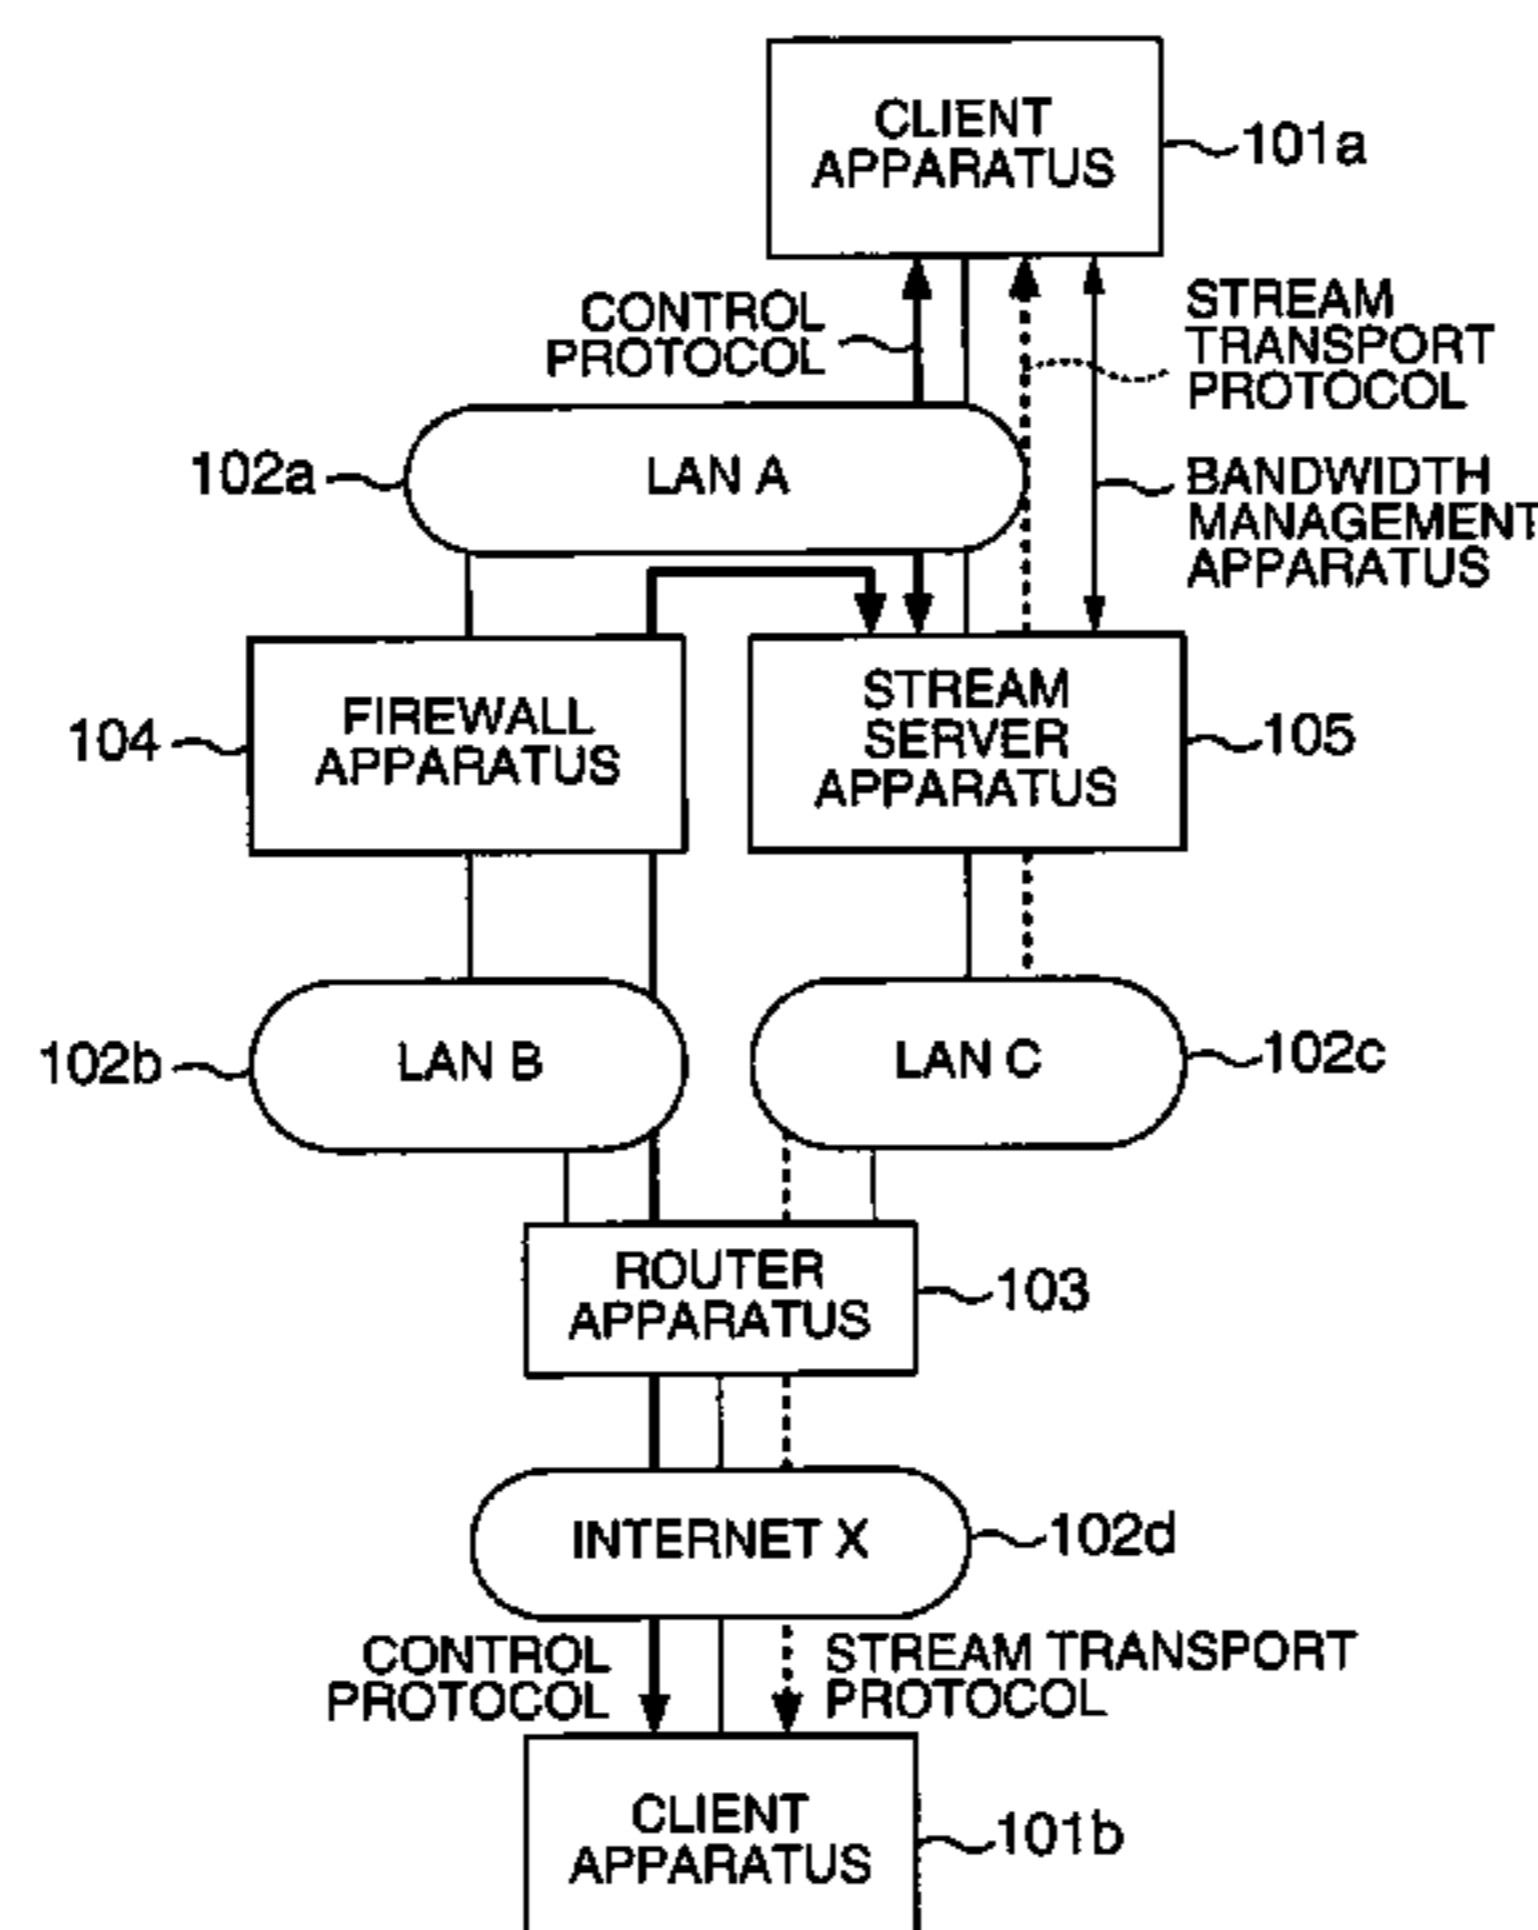 CLIENT
APPARATUS
101a
CONTROL
PROTOCOL
STREAM
TRANSPORT
PROTOCOL
102a
LAN A
BANDWIDTH
MANAGEMENT
APPARATUS
104
FIREWALL
APPARATUS
STREAM
SERVER
APPARATUS
105
102b
LAN B
LAN C
102c
ROUTER
APPARATUS
103
INTERNET X
102d
CONTROL
PROTOCOL
STREAM TRANSPORT
PROTOCOL
CLIENT
APPARATUS
101b